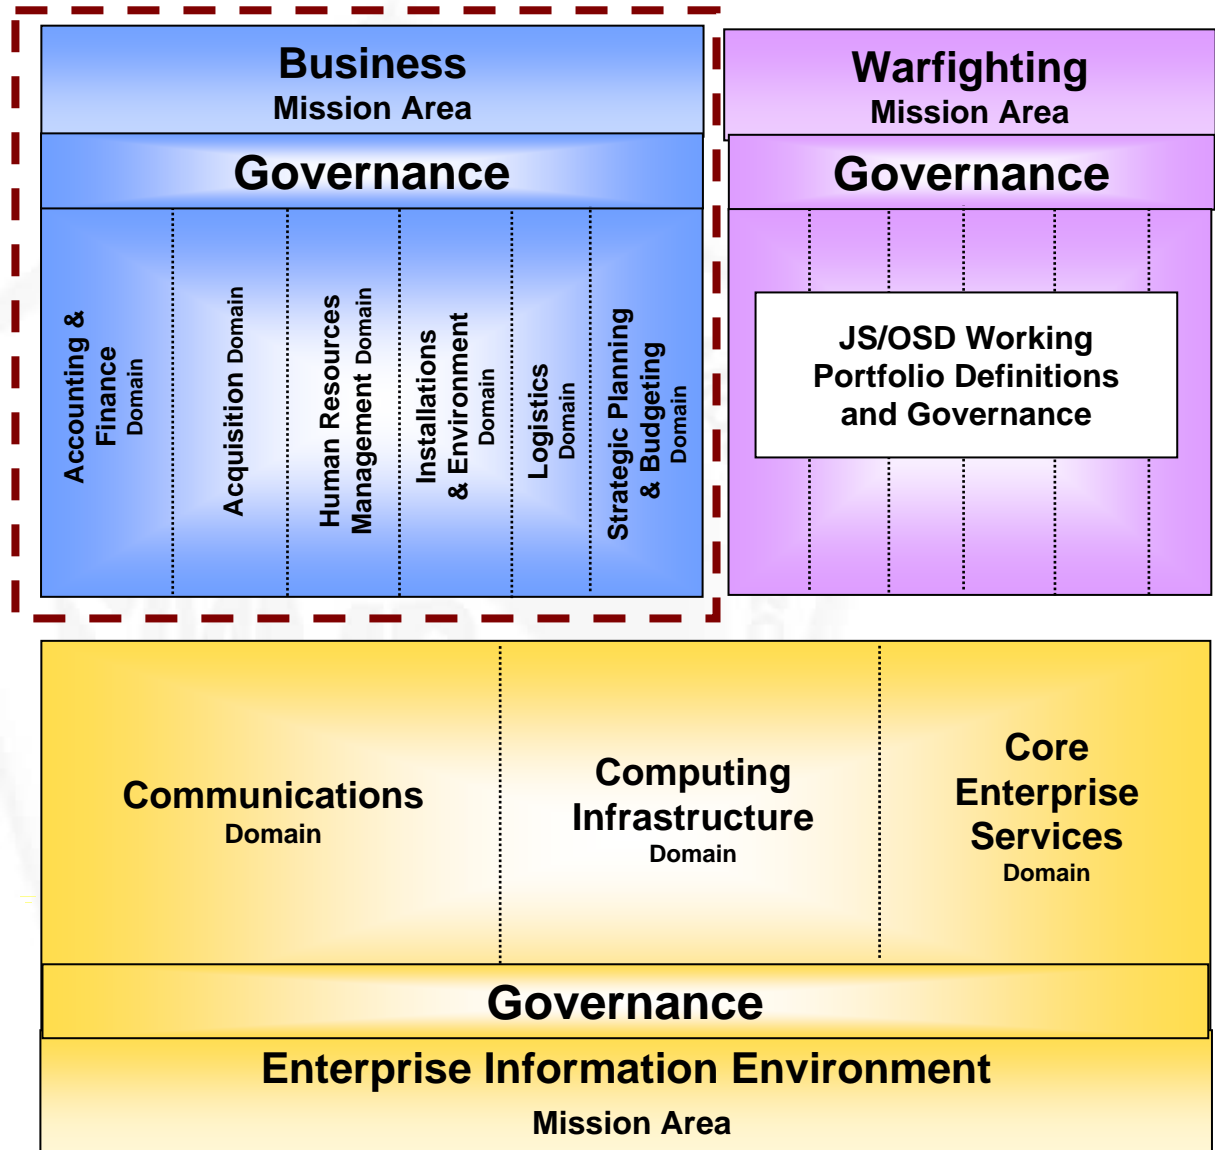 Business
Mission Area
Governance
Accounting &
Finance
Domain
Acquisition Domain
Human Resources
Management Domain
Installations
& Environment
Domain
Logistics
Domain
Strategic Planning
& Budgeting
Domain
Warfighting
Mission Area
Governance
JS/OSD Working
Portfolio Definitions
and Governance
Communications
Domain
Computing
Infrastructure
Domain
Core
Enterprise
Services
Domain
Governance
Enterprise Information Environment
Mission Area